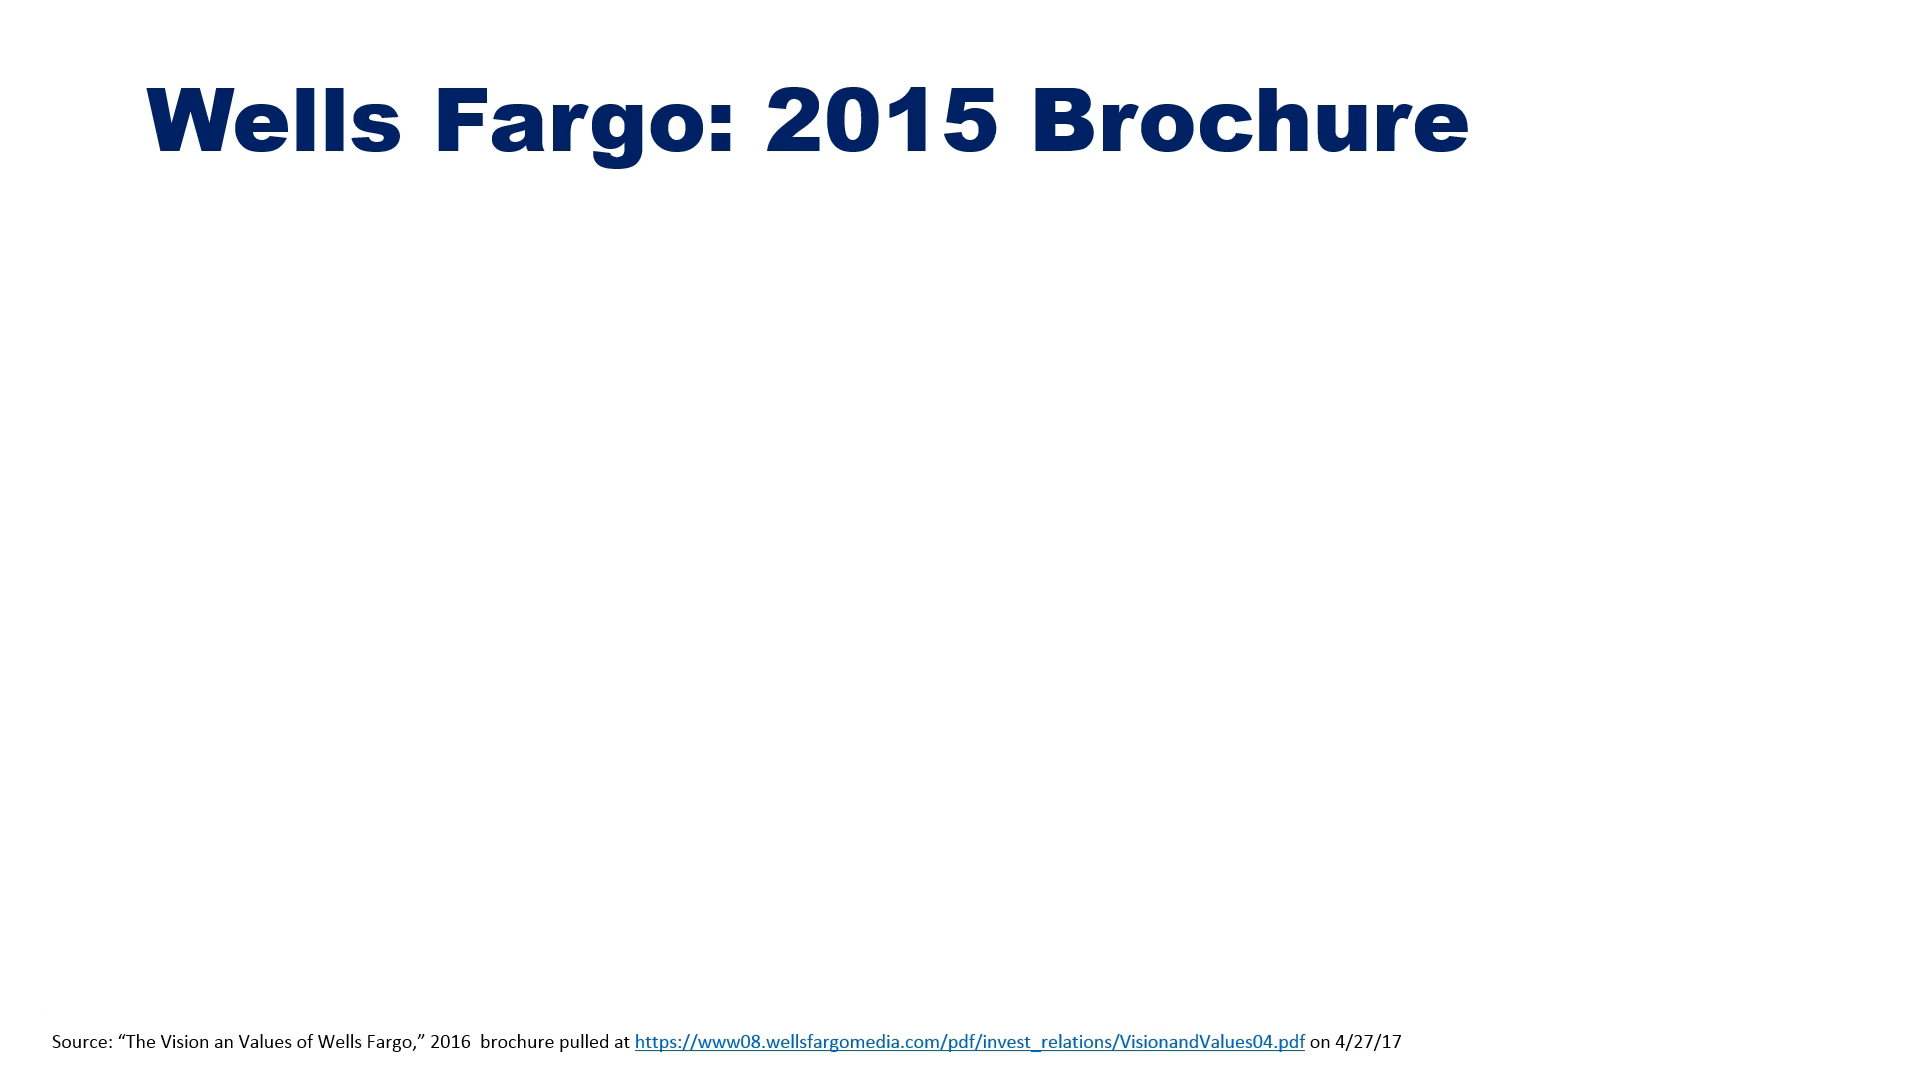 Wells Fargo: 2015 Brochure
Source: “The Vision an Values of Wells Fargo,” 2016  brochure pulled at https://www08.wellsfargomedia.com/pdf/invest_relations/VisionandValues04.pdf on 4/27/17